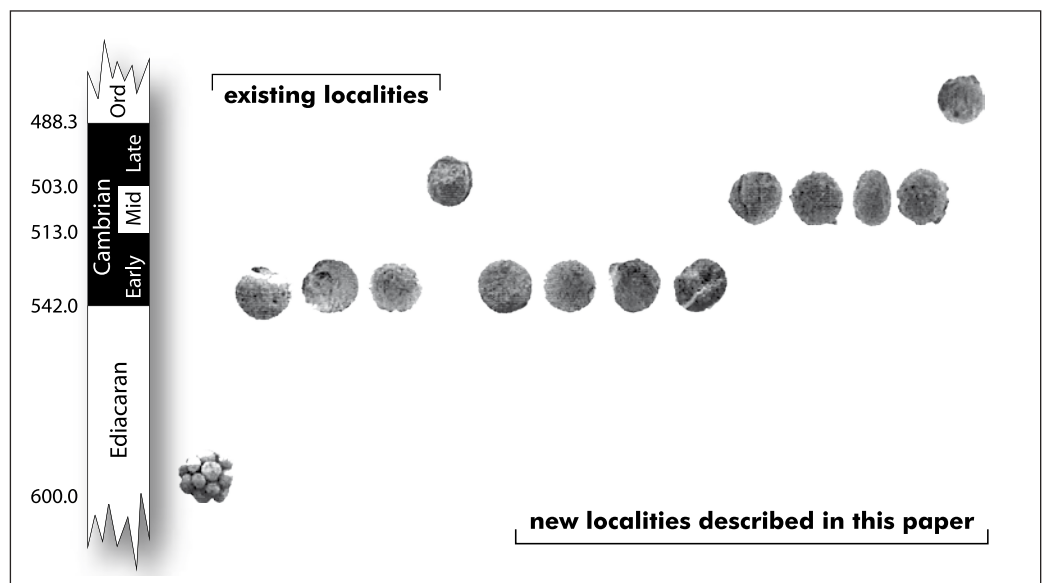 existing localities
Ord
488.3
Late
503.0
Cambrian
Mid
513.0
Early
542.0
Ediacaran
600.0
new localities described in this paper